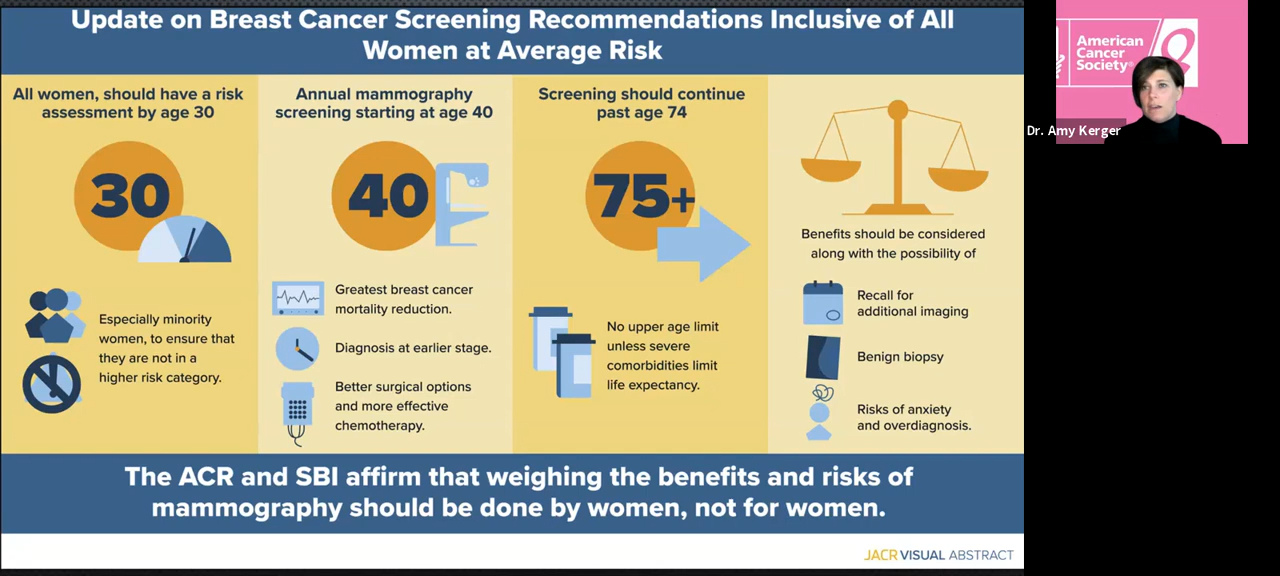 Update on Breast Cancer Screening Recommendations Inclusive of All
Women at Average Risk
All women, should have a risk
assessment by age 30
30
Especially minority
women, to ensure that
they are not in a
higher risk category.
Annual mammography
screening starting at age 40
40
Greatest breast cancer
mortality reduction.
Diagnosis at earlier stage.
Better surgical options
and more effective
chemotherapy.
Screening should continue
past age 74
75+
No upper age limit
unless severe
comorbidities limit
life expectancy.
Benefits should be considered
along with the possibility of
Recall for
additional imaging
Benign biopsy
Risks of anxiety
and overdiagnosis.
The ACR and SBI affirm that weighing the benefits and risks of
mammography should be done by women, not for women.
JACR VISUAL ABSTRACT
American
Cancer
Society®
Dr. Amy Kerger